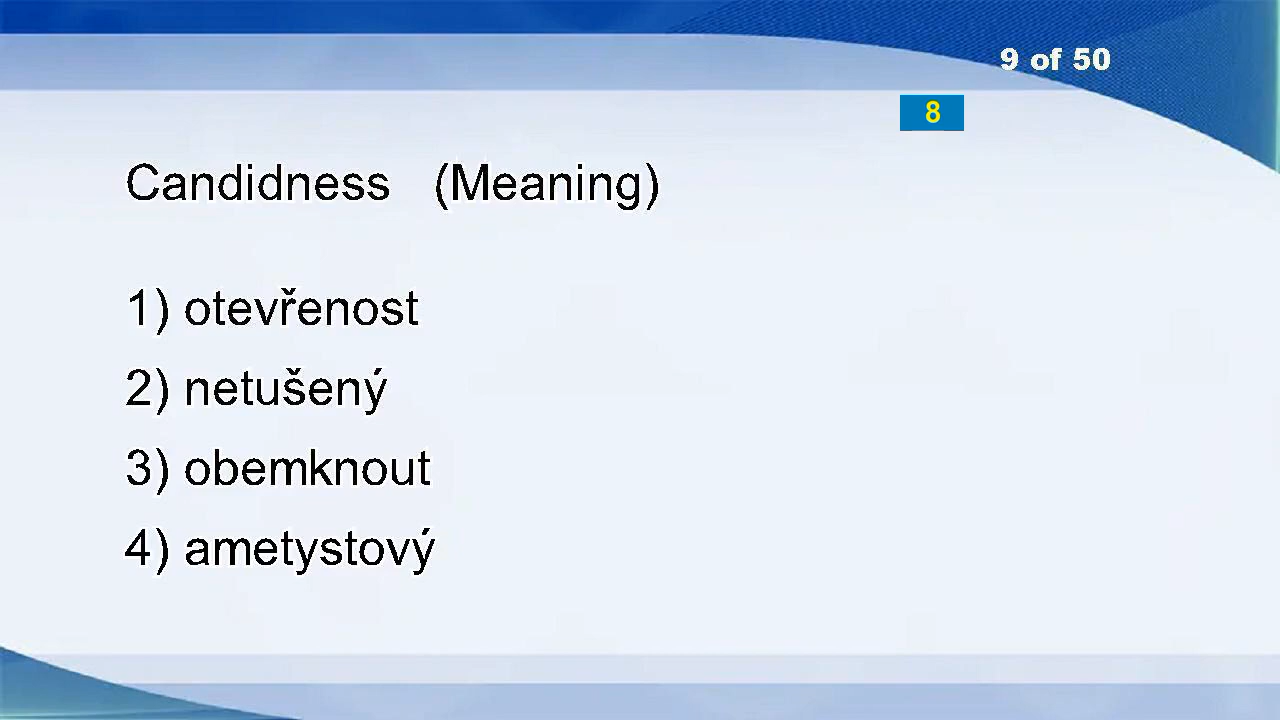 9 of 50
8
Candidness (Meaning)
1) otevřenost
2) netušený
3) obemknout
4) ametystový